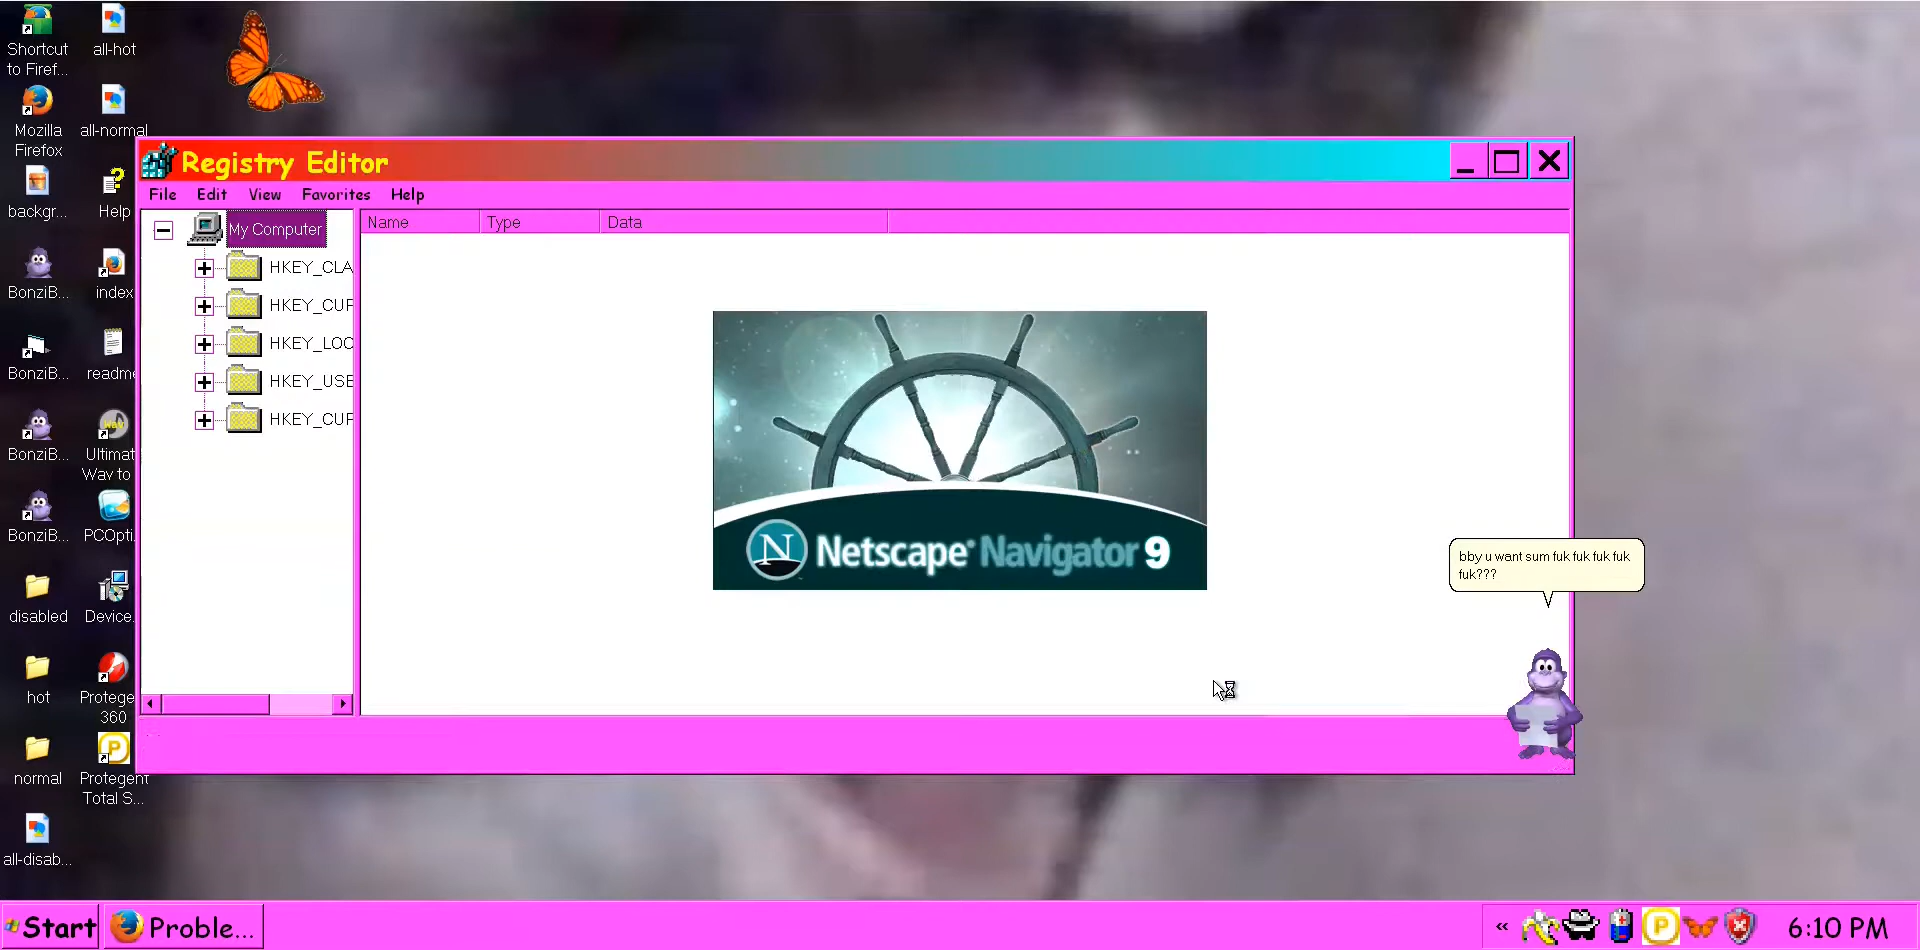 Shortcut
to Firef...
all-hot
Mozilla
Firefox
all-normal
backgr...
Help
BonziB...
index
BonziB...
readme
BonziB...
Ultimat
Wav to
BonziB...
PCOpti.
disabled
Device.
hot
Protege
360
normal
Protegent
Total S...
all-disab...
Registry Editor
File Edit View Favorites Help
My Computer
HKEY_CLA
HKEY_CUR
HKEY_LOC
HKEY_USE
HKEY_CUR
Name Type Data
N Netscape® Navigator 9
bby u want sum fuk fuk fuk fuk
fuk???
Start
Proble...
«
P
6:10 PM